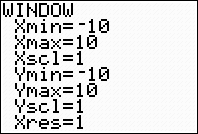 WINDOW
Xmin=-10
Xmax=10
Xscl=1
Ymin=-10
Ymax=10
Yscl=1
Xres=1